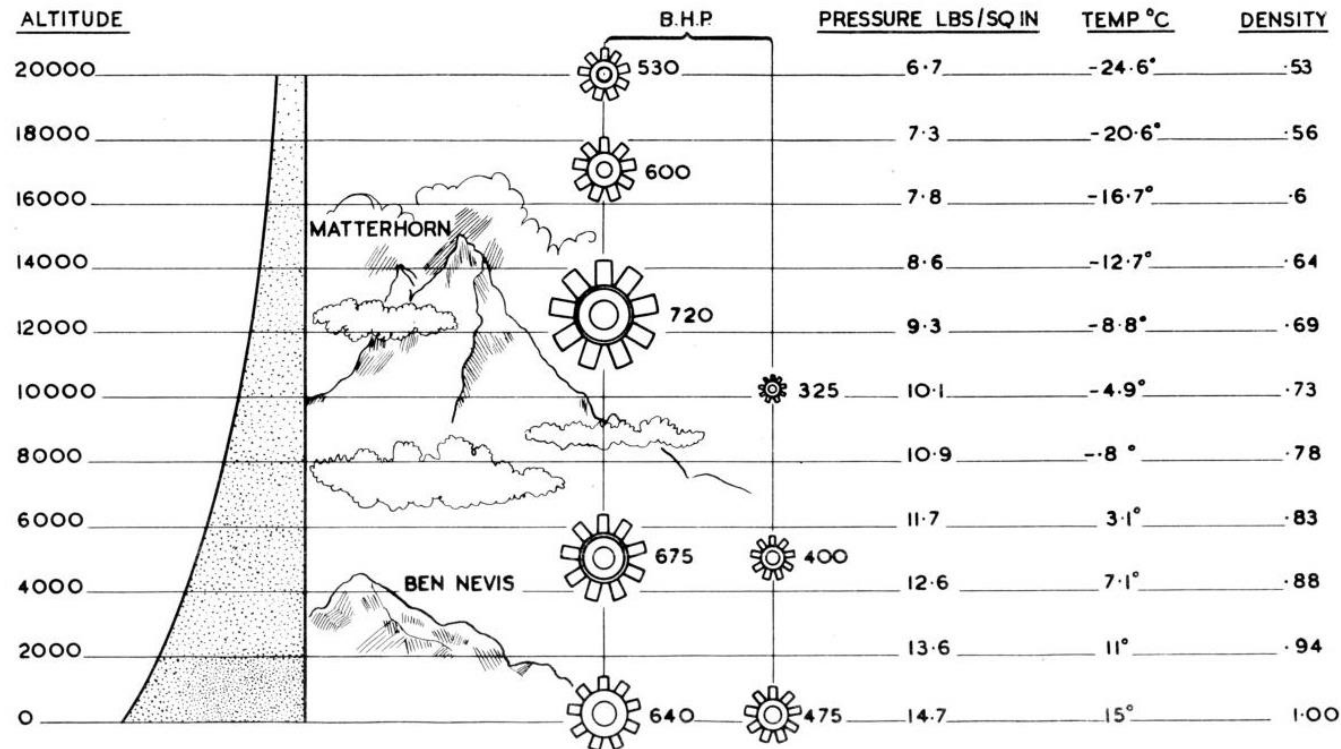 ALTITUDE B.H.P. PRESSURE LBS/SQ IN TEMP °C DENSITY
20000 530 6·7 -24·6° ·53
18000 7·3 -20·6° ·56
600
16000 7·8 -16·7° ·6
MATTERHORN
14000 8·6 -12·7° ·64
720
12000 9·3 -8·8° ·69
10000 325 10·1 -4·9° ·73
8000 10·9 -·8° ·78
6000 11·7 3·1° ·83
675 400
4000 BEN NEVIS 12·6 7·1° ·88
2000 13·6 11° ·94
0 640 475 14·7 15° 1·00